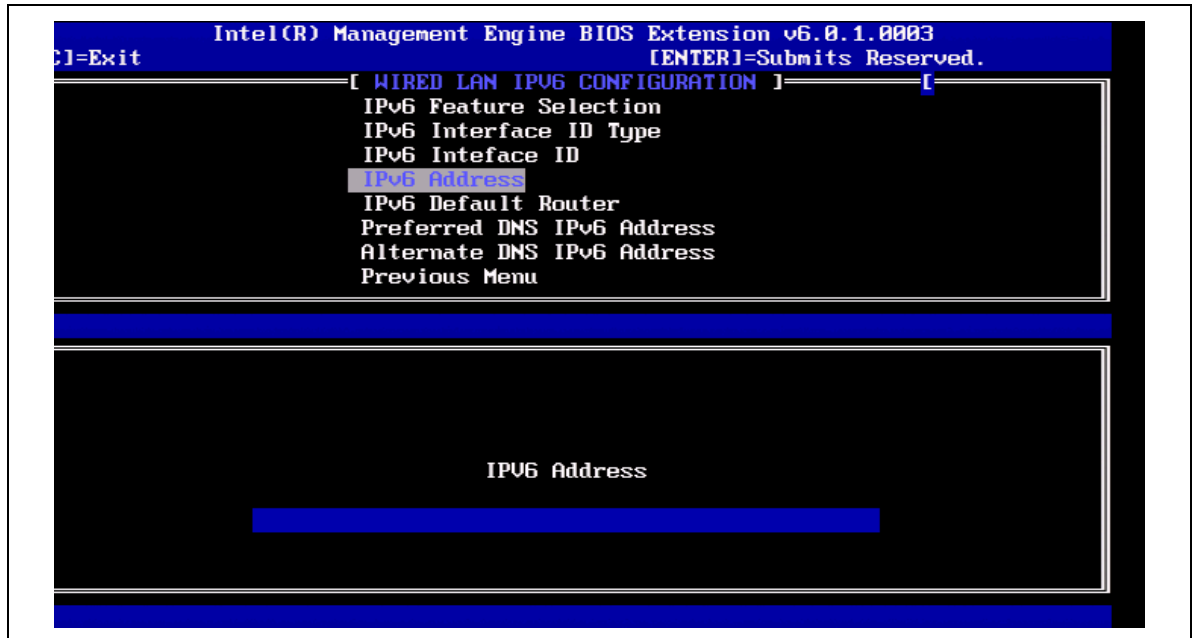 Intel(R) Management Engine BIOS Extension v6.0.1.0003
C]=Exit [ENTER]=Submits Reserved.
[ WIRED LAN IPV6 CONFIGURATION ] [
IPv6 Feature Selection
IPv6 Interface ID Type
IPv6 Inteface ID
IPv6 Address
IPv6 Default Router
Preferred DNS IPv6 Address
Alternate DNS IPv6 Address
Previous Menu
IPV6 Address